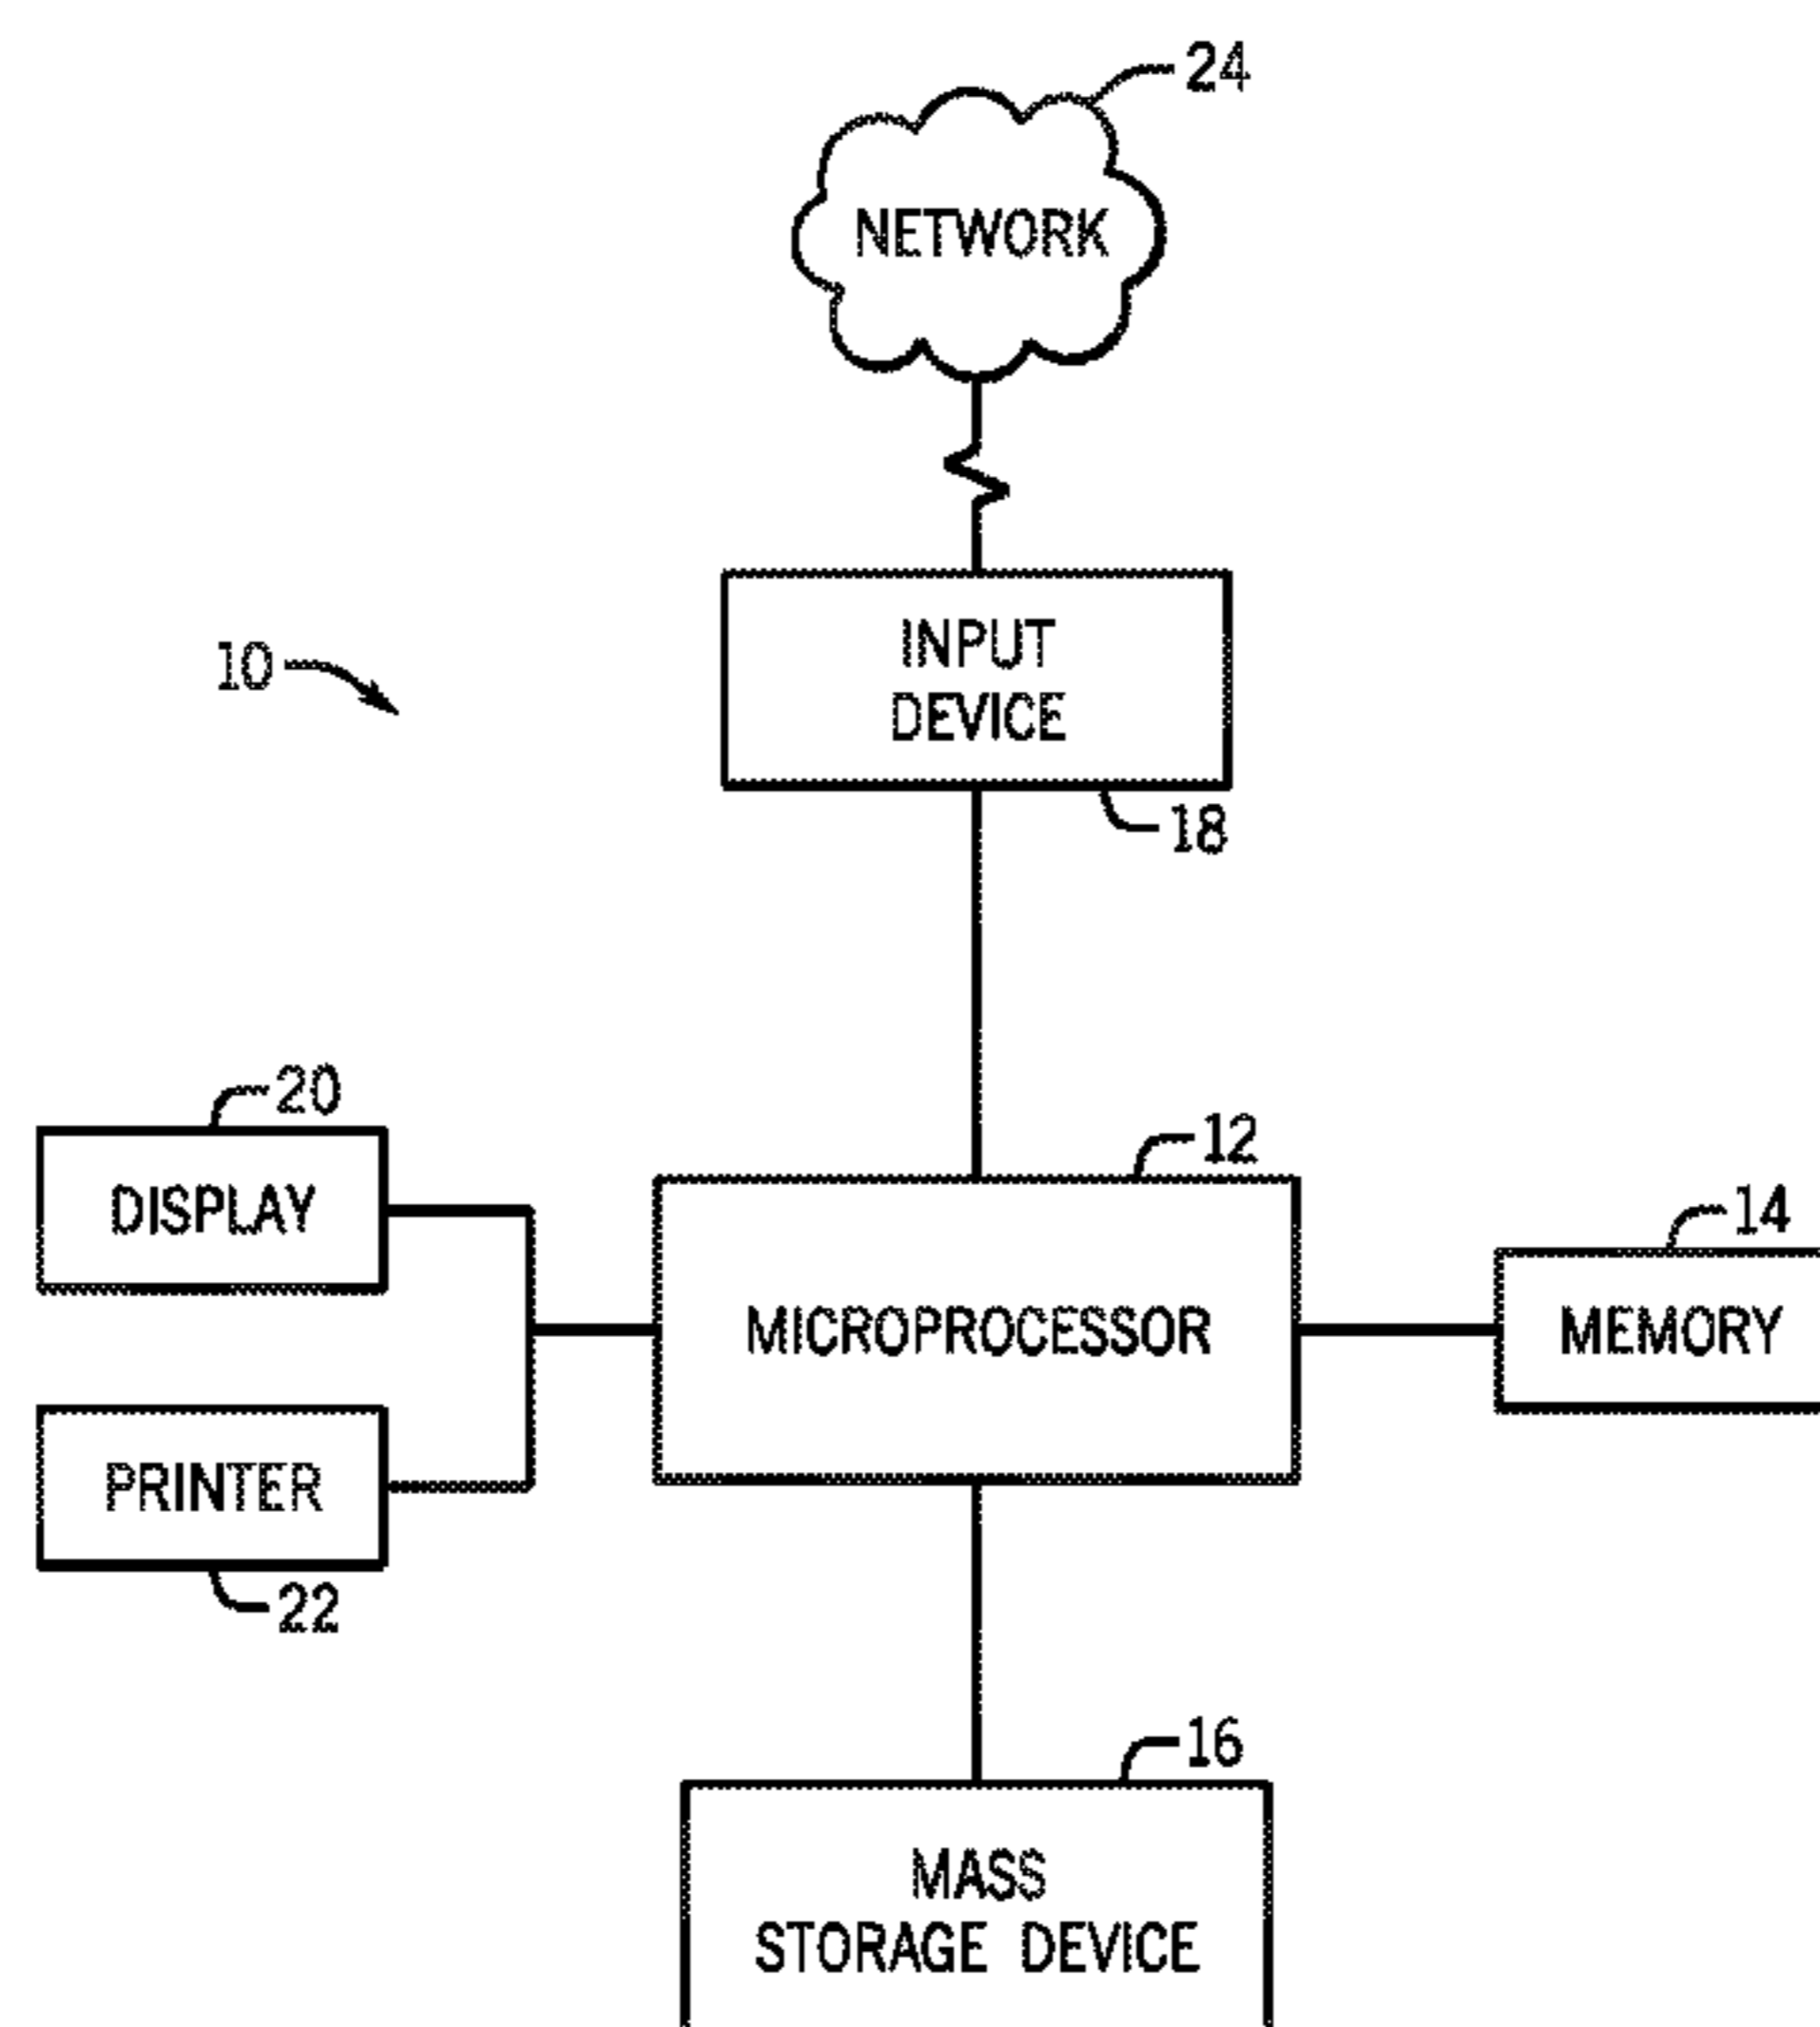 24
NETWORK
10
INPUT
DEVICE
18
20
12
DISPLAY
14
MICROPROCESSOR
MEMORY
PRINTER
22
16
MASS
STORAGE DEVICE